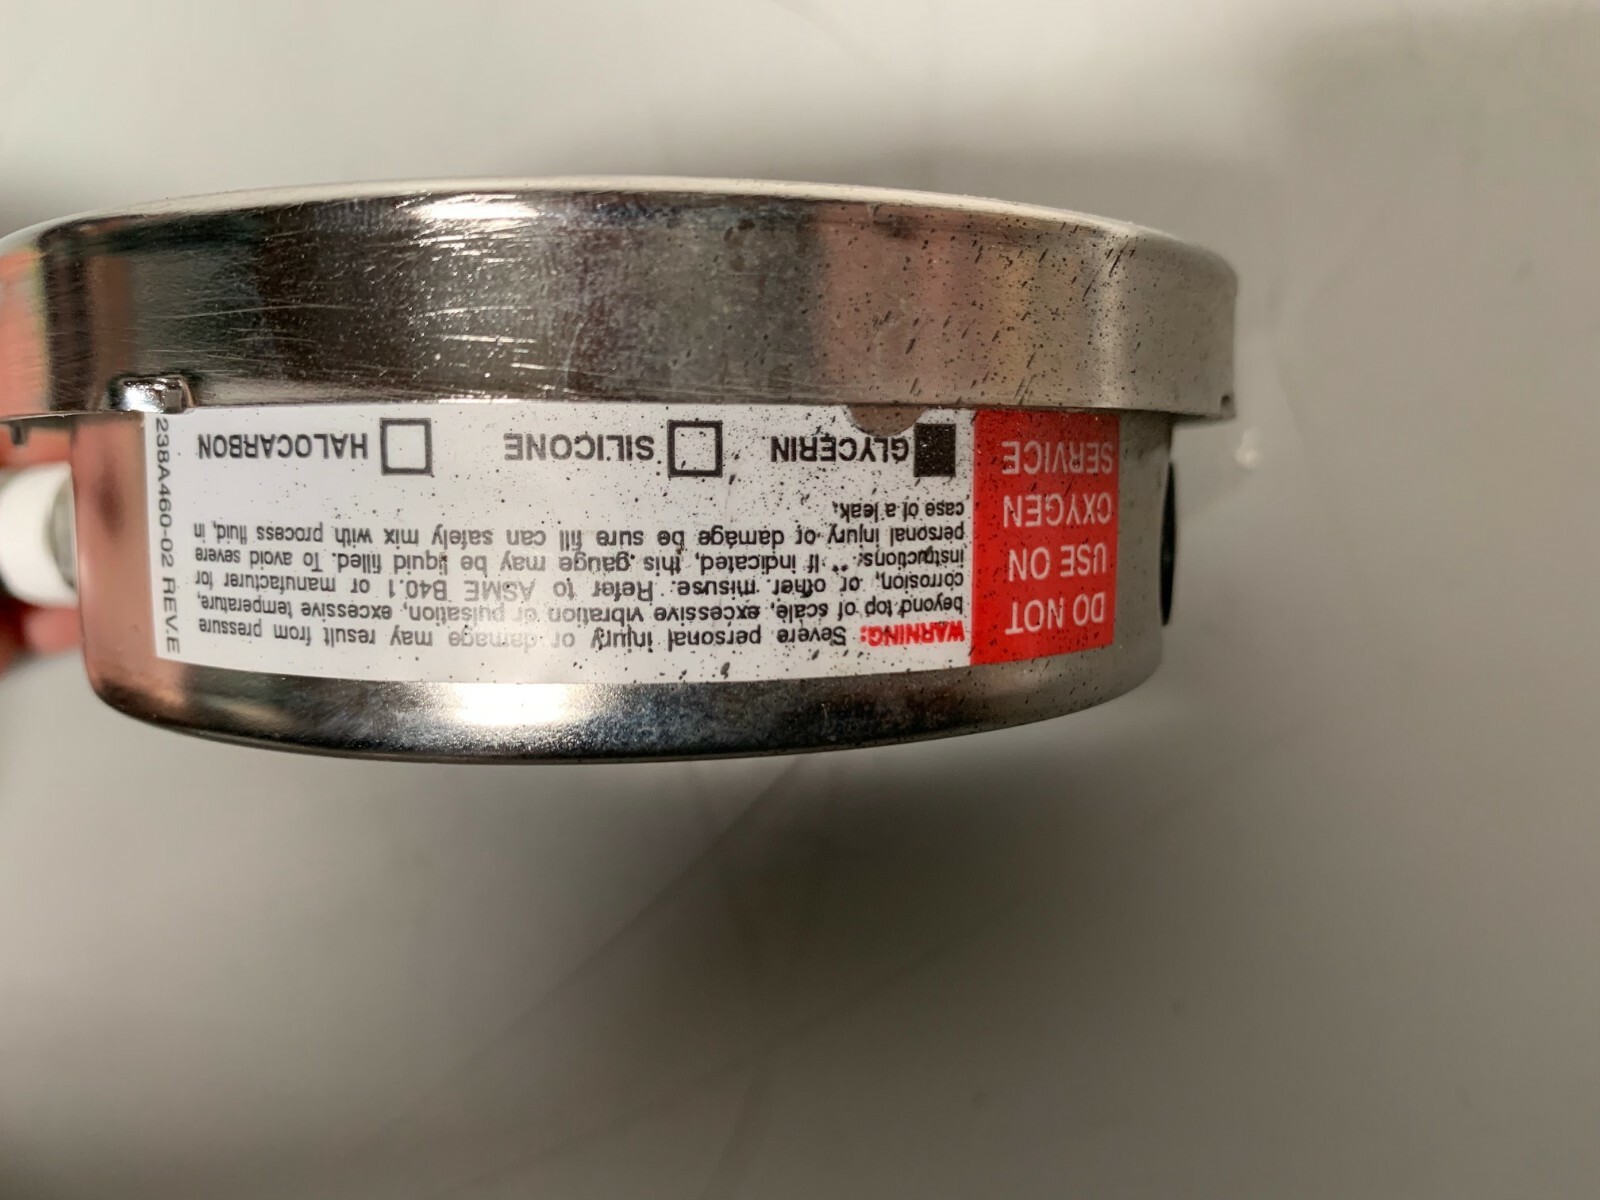 DO NOT
USE ON
OXYGEN
SERVICE
WARNING: Severe personal injury or damage may result from pressure
beyond top of scale, excessive vibration or pulsation, excessive temperature,
corrosion, or other misuse. Refer to ASME B40.1 or manufacturer for
instructions. If indicated, this gauge may be liquid filled. To avoid severe
personal injury or damage be sure fill can safely mix with process fluid, in
case of a leak.
GLYCERIN SILICONE HALOCARBON
238A460-02 REV.E